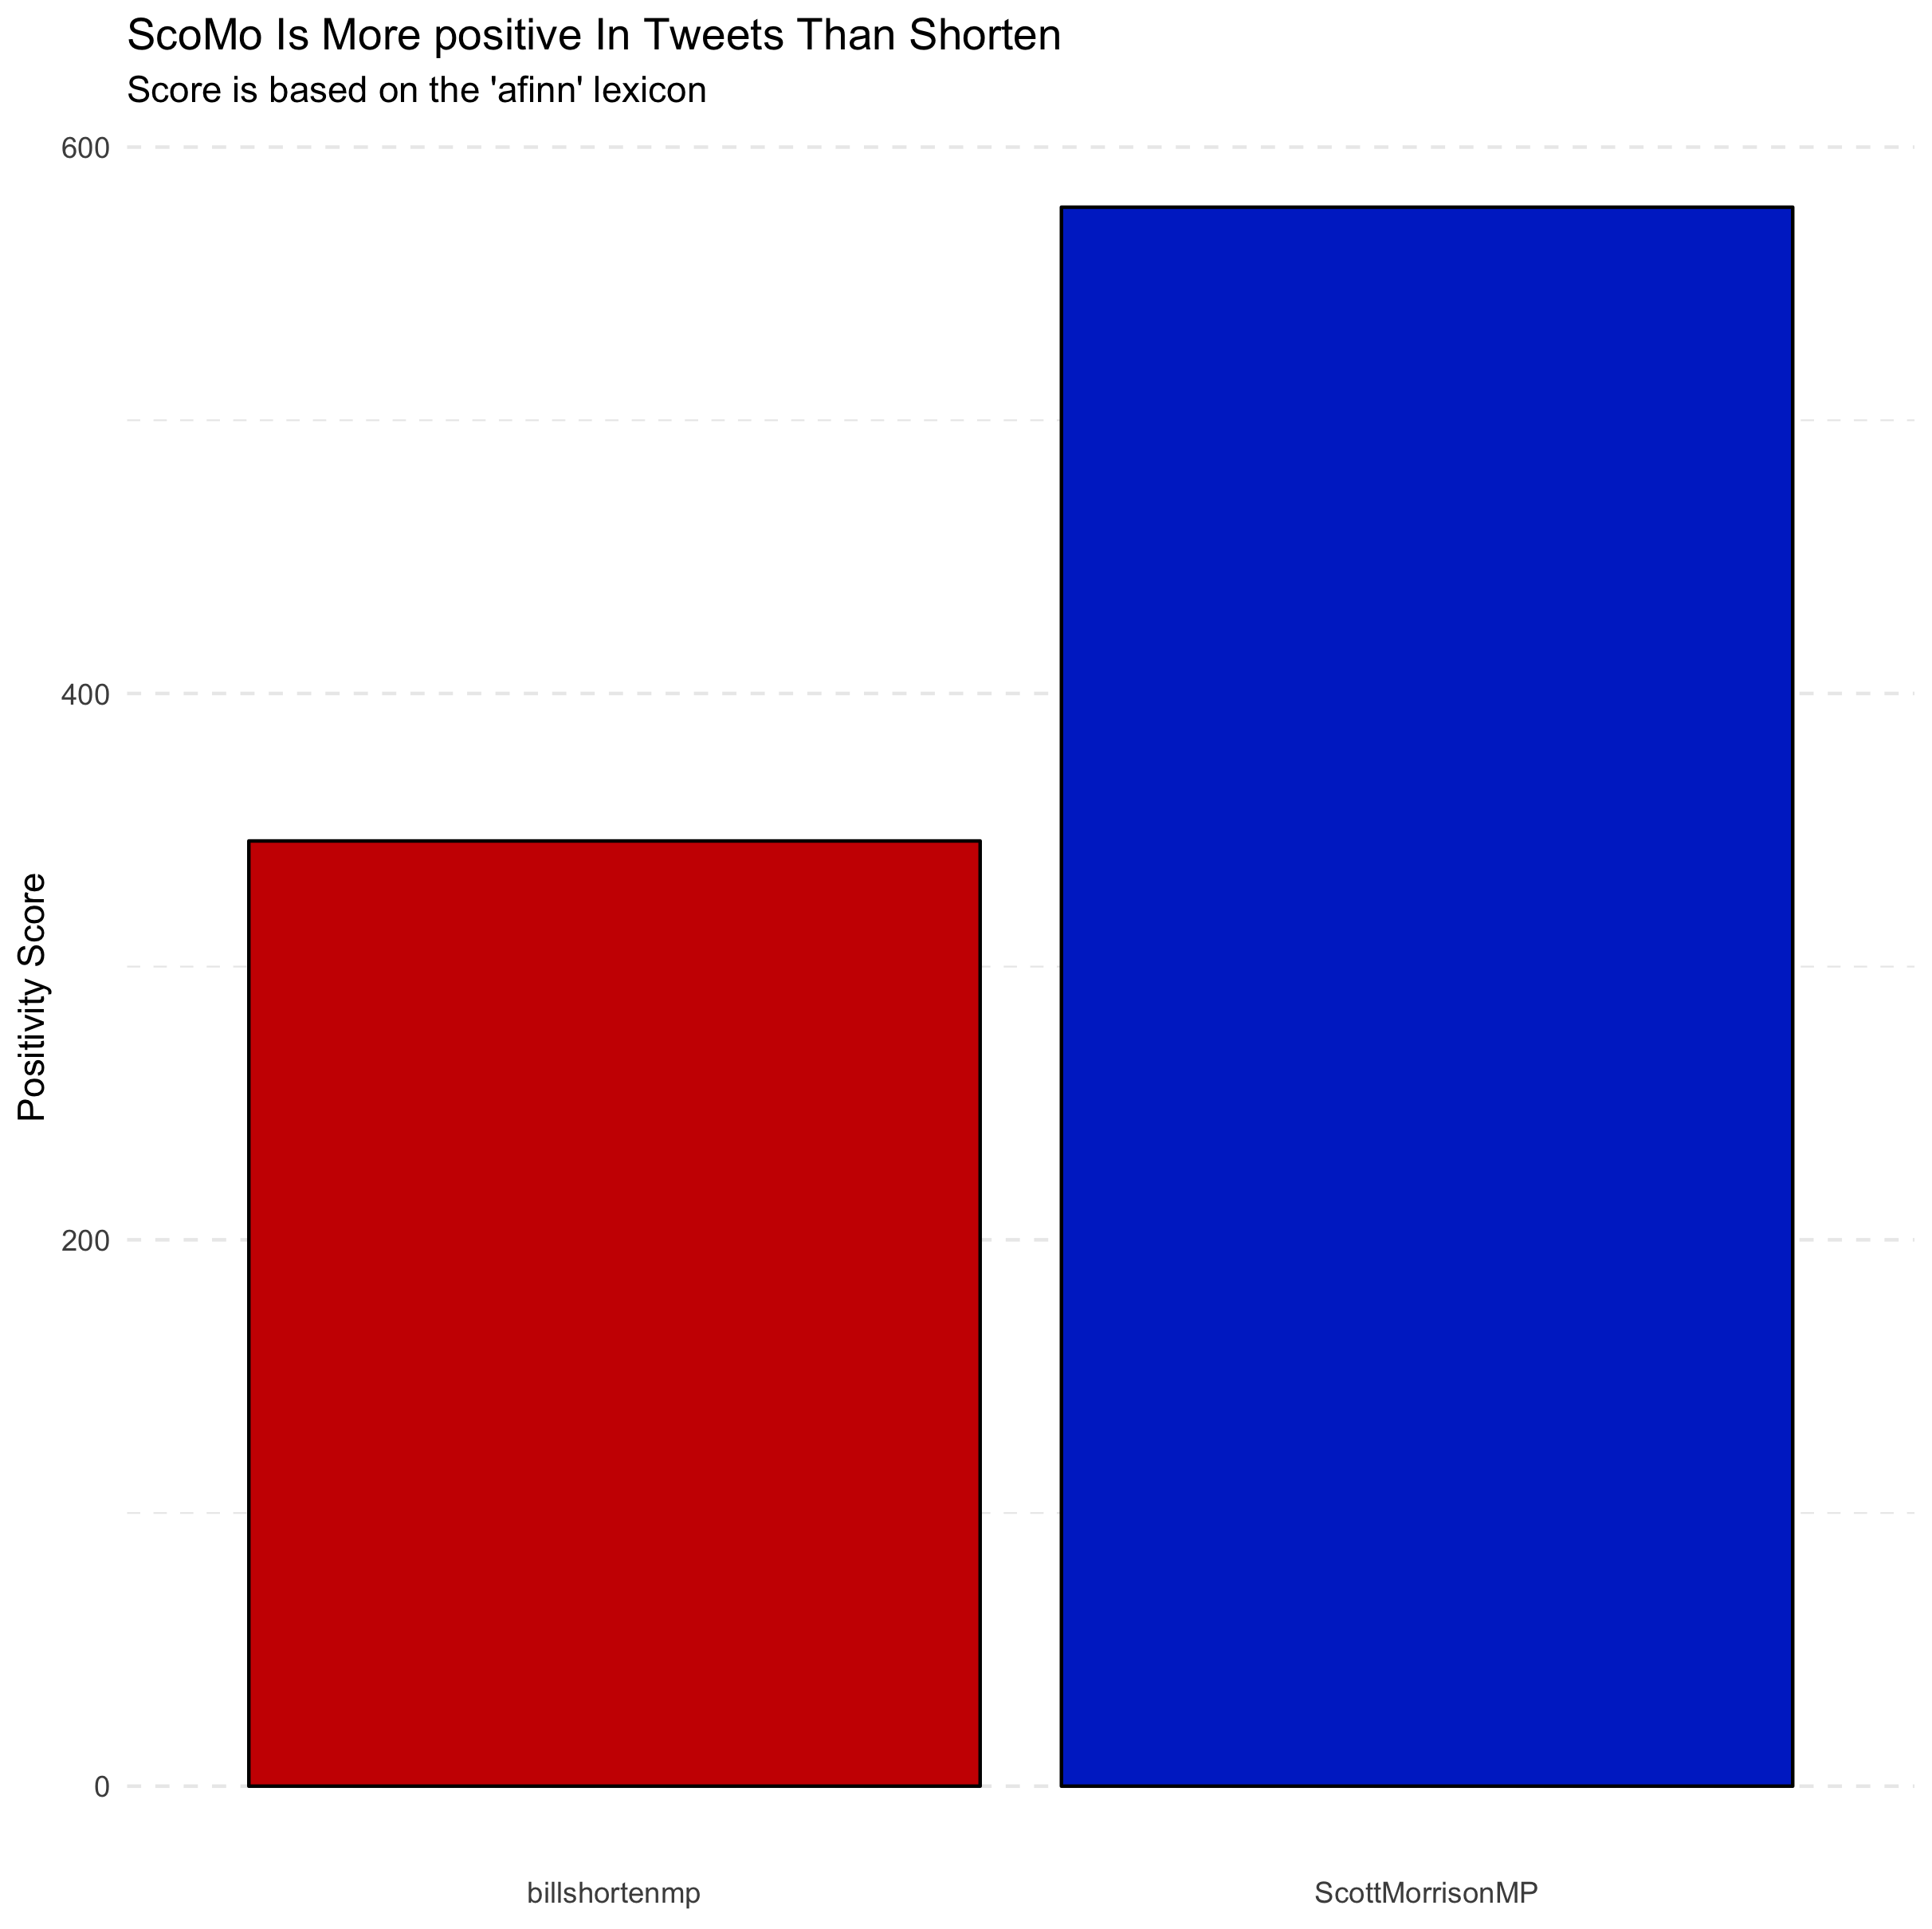 ScoMo Is More positive In Tweets Than Shorten
Score is based on the 'afinn' lexicon
Positivity Score
600
400
200
0
billshortenmp
ScottMorrisonMP